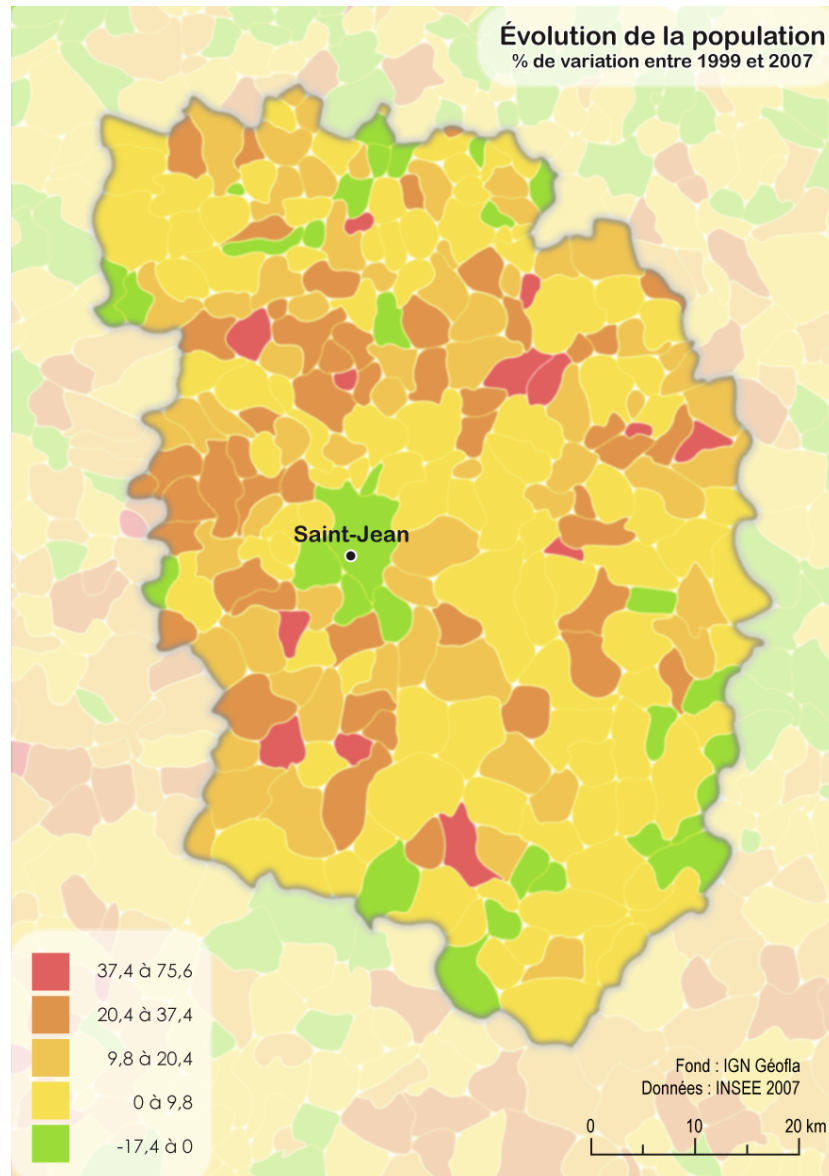 Évolution de la population
% de variation entre 1999 et 2007
Saint-Jean
37,4 à 75,6
20,4 à 37,4
9,8 à 20,4
0 à 9,8
-17,4 à 0
Fond : IGN Géofla
Données : INSEE 2007
0 10 20 km